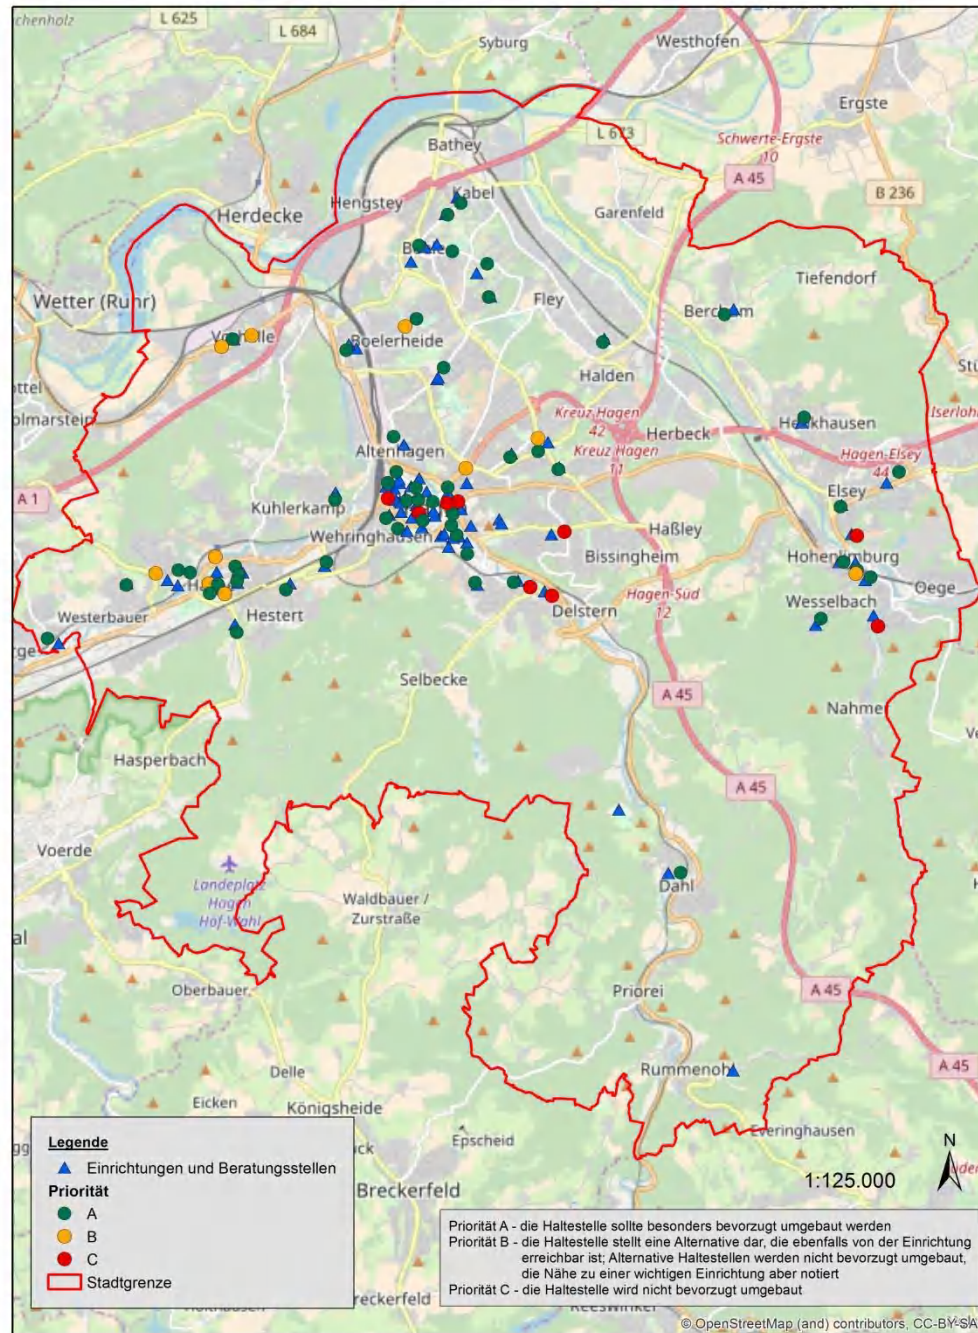 L 625
L 684
Syburg
Westhofen
Ergste
L 673
Schwerte-Ergste
10
Bathey
A 45
B 236
Kabel
Hengstey
Garenfeld
Herdecke
Tiefendorf
Wetter (Ruhr)
Fley
Boelerheide
Halden
Kreuz Hagen
42
Herbeck
Kreuz Hagen
11
Hagen-Elsey
44
Altenhagen
Elsey
A 1
Kuhlerkamp
Wehringhausen
Haßley
Bissingheim
Hohenlimburg
Oege
Hagen-Süd
12
Wesselbach
Westerbauer
Hestert
Delstern
Selbecke
A 45
Nahmer
Hasperbach
A 45
Voerde
Landeplatz
Hagen
Hof-Wahl
Waldbauer /
Zurstraße
Dahl
Oberbauer
Priorei
A 45
Delle
Rummenohl
A 45
Eicken
Königsheide
Epscheid
Everinghausen
Breckerfeld
Legende
Einrichtungen und Beratungsstellen
Priorität
A
B
C
Stadtgrenze
N
1:125.000
Priorität A - die Haltestelle sollte besonders bevorzugt umgebaut werden
Priorität B - die Haltestelle stellt eine Alternative dar, die ebenfalls von der Einrichtung
erreichbar ist; Alternative Haltestellen werden nicht bevorzugt umgebaut,
die Nähe zu einer wichtigen Einrichtung aber notiert
Priorität C - die Haltestelle wird nicht bevorzugt umgebaut
© OpenStreetMap (and) contributors, CC-BY-SA